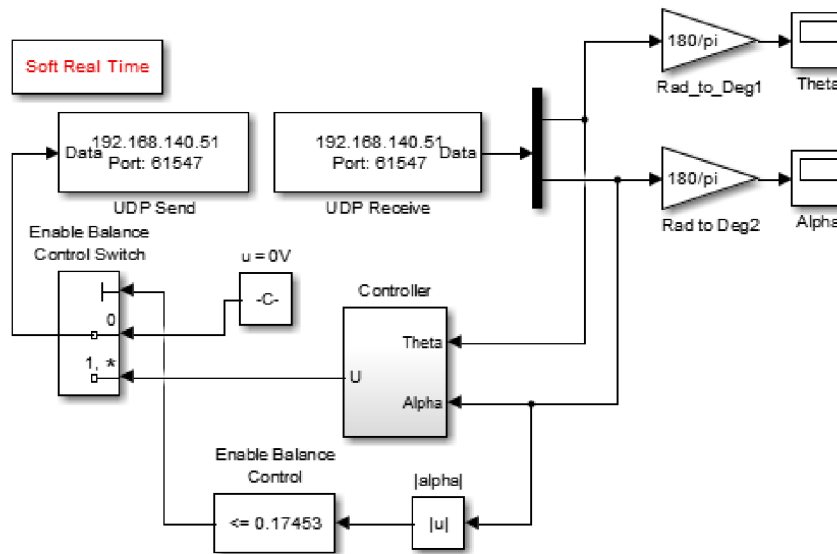 180/pi
Rad_to_Deg1
Theta
Soft Real Time
Data
192.168.140.51
Port: 61547
UDP Send
192.168.140.51
Port: 61547
Data
UDP Receive
180/pi
Rad to Deg2
Alpha
Enable Balance
Control Switch
0
1, *
u = 0V
-C-
Controller
Theta
U
Alpha
Enable Balance
Control
<= 0.17453
|alpha|
|u|